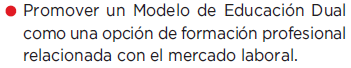 ● Promover un Modelo de Educación Dual
como una opción de formación profesional
relacionada con el mercado laboral.